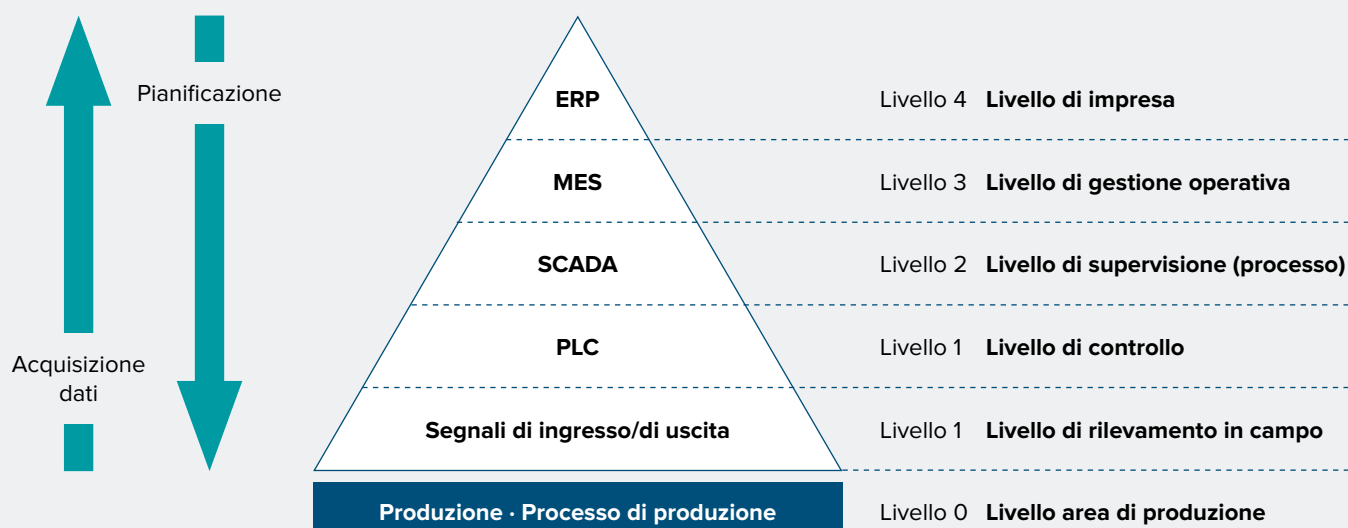 Pianificazione
Acquisizione
dati
ERP
Livello 4 Livello di impresa
MES
Livello 3 Livello di gestione operativa
SCADA
Livello 2 Livello di supervisione (processo)
PLC
Livello 1 Livello di controllo
Segnali di ingresso/di uscita
Livello 1 Livello di rilevamento in campo
Produzione · Processo di produzione
Livello 0 Livello area di produzione